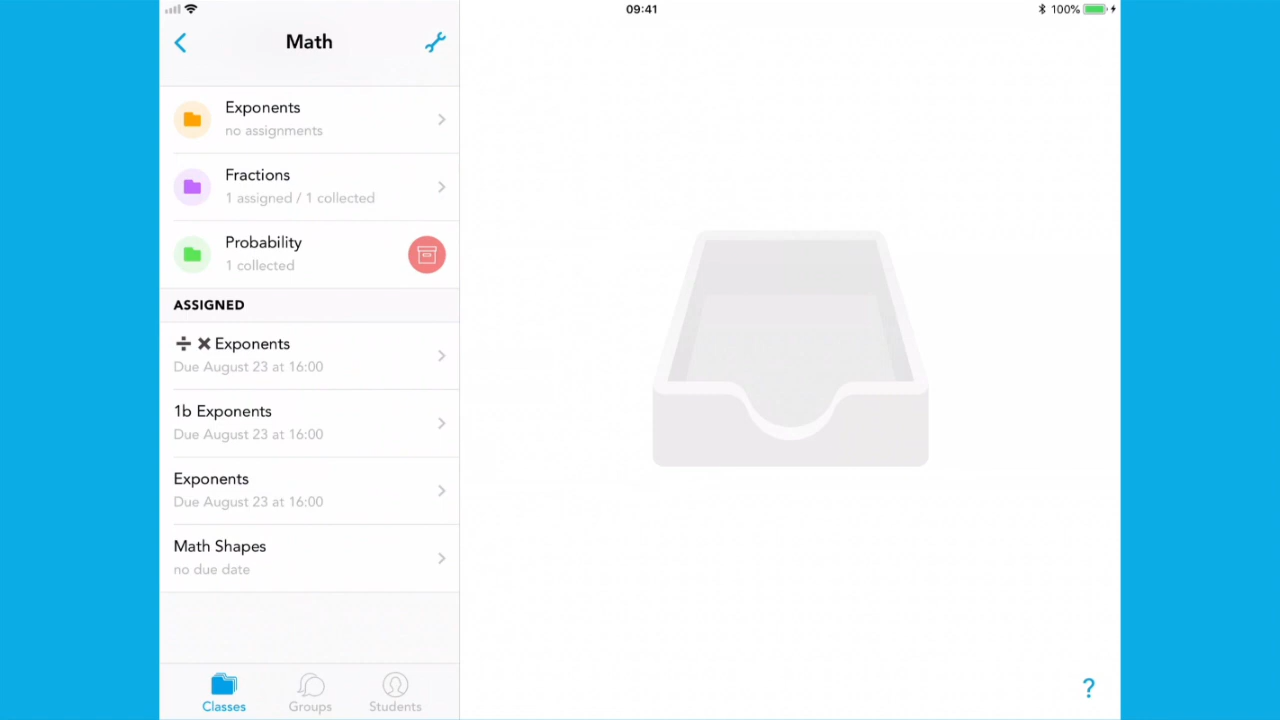 09:41
100%
Math
Exponents
no assignments
Fractions
1 assigned / 1 collected
Probability
1 collected
ASSIGNED
➗ ✖ Exponents
Due August 23 at 16:00
1b Exponents
Due August 23 at 16:00
Exponents
Due August 23 at 16:00
Math Shapes
no due date
Classes
Groups
Students
?